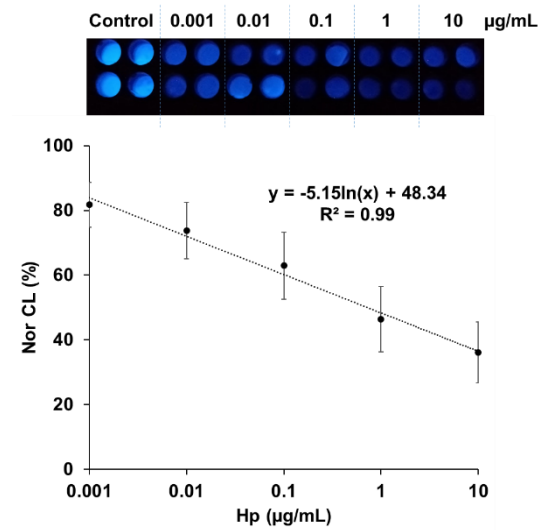 Control 0.001 0.01 0.1 1 10 µg/mL
100
80
60
40
20
0
Nor CL (%)
y = -5.15ln(x) + 48.34
R² = 0.99
0.001 0.01 0.1 1 10
Hp (µg/mL)